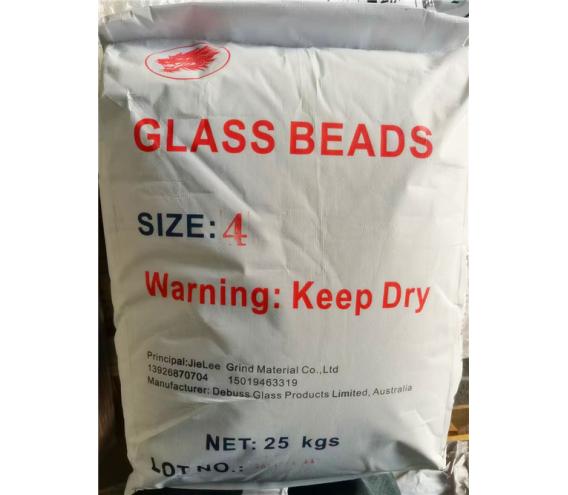 GLASS BEADS
SIZE: 4
Warning: Keep Dry
Principal:JieLee Grind Material Co.,Ltd
13926870704 15019463319
Manufacturer: Debuss Glass Products Limited, Australia
NET: 25 kgs
LOT NO.: